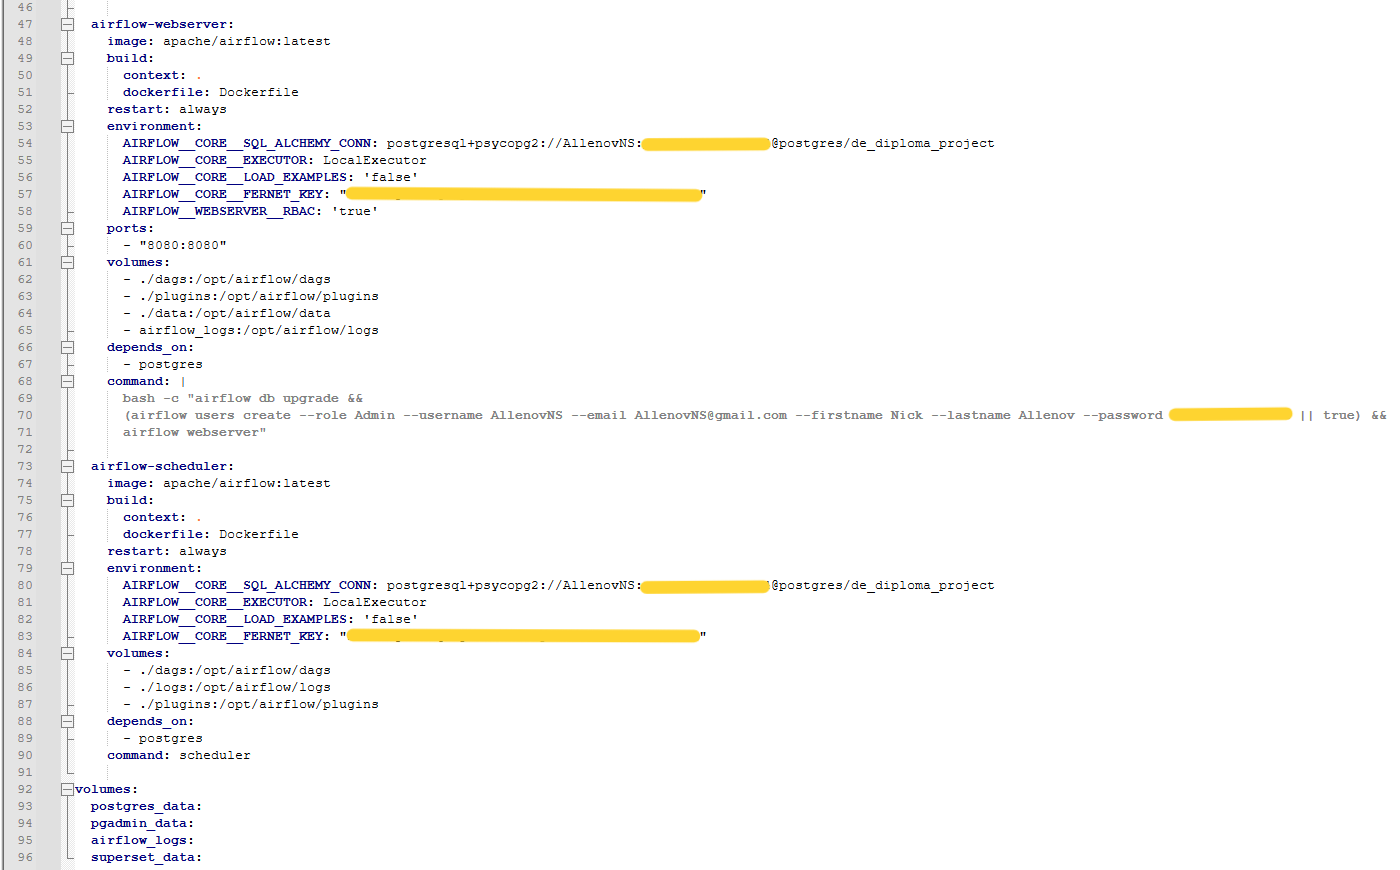 46
47 airflow-webserver:
48 image: apache/airflow:latest
49 build:
50 context: .
51 dockerfile: Dockerfile
52 restart: always
53 environment:
54 AIRFLOW__CORE__SQL_ALCHEMY_CONN: postgresql+psycopg2://AllenovNS: @postgres/de_diploma_project
55 AIRFLOW__CORE__EXECUTOR: LocalExecutor
56 AIRFLOW__CORE__LOAD_EXAMPLES: 'false'
57 AIRFLOW__CORE__FERNET_KEY: " "
58 AIRFLOW__WEBSERVER__RBAC: 'true'
59 ports:
60 - "8080:8080"
61 volumes:
62 - ./dags:/opt/airflow/dags
63 - ./plugins:/opt/airflow/plugins
64 - ./data:/opt/airflow/data
65 - airflow_logs:/opt/airflow/logs
66 depends_on:
67 - postgres
68 command: |
69 bash -c "airflow db upgrade &&
70 (airflow users create --role Admin --username AllenovNS --email AllenovNS@gmail.com --firstname Nick --lastname Allenov --password || true) &&
71 airflow webserver"
72
73 airflow-scheduler:
74 image: apache/airflow:latest
75 build:
76 context: .
77 dockerfile: Dockerfile
78 restart: always
79 environment:
80 AIRFLOW__CORE__SQL_ALCHEMY_CONN: postgresql+psycopg2://AllenovNS: @postgres/de_diploma_project
81 AIRFLOW__CORE__EXECUTOR: LocalExecutor
82 AIRFLOW__CORE__LOAD_EXAMPLES: 'false'
83 AIRFLOW__CORE__FERNET_KEY: " "
84 volumes:
85 - ./dags:/opt/airflow/dags
86 - ./logs:/opt/airflow/logs
87 - ./plugins:/opt/airflow/plugins
88 depends_on:
89 - postgres
90 command: scheduler
91
92 volumes:
93 postgres_data:
94 pgadmin_data:
95 airflow_logs:
96 superset_data: